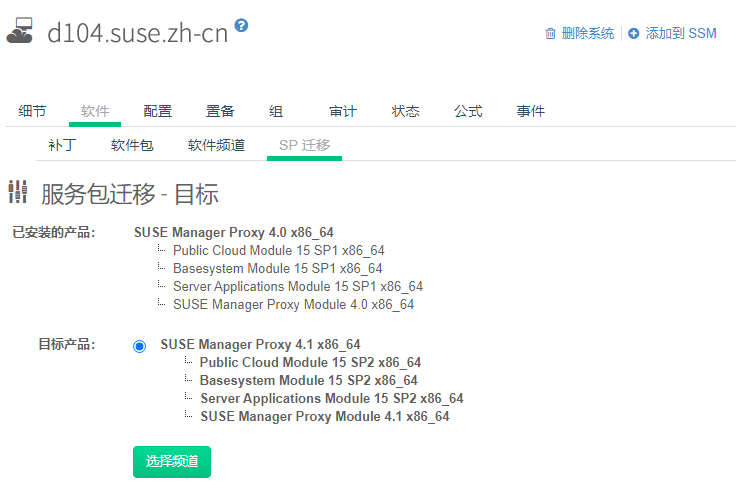 d104.suse.zh-cn ?
删除系统 添加到 SSM
细节 软件 配置 置备 组 审计 状态 公式 事件
补丁 软件包 软件频道 SP 迁移
服务包迁移 - 目标
已安装的产品: SUSE Manager Proxy 4.0 x86_64
Public Cloud Module 15 SP1 x86_64
Basesystem Module 15 SP1 x86_64
Server Applications Module 15 SP1 x86_64
SUSE Manager Proxy Module 4.0 x86_64
目标产品: SUSE Manager Proxy 4.1 x86_64
Public Cloud Module 15 SP2 x86_64
Basesystem Module 15 SP2 x86_64
Server Applications Module 15 SP2 x86_64
SUSE Manager Proxy Module 4.1 x86_64
选择频道